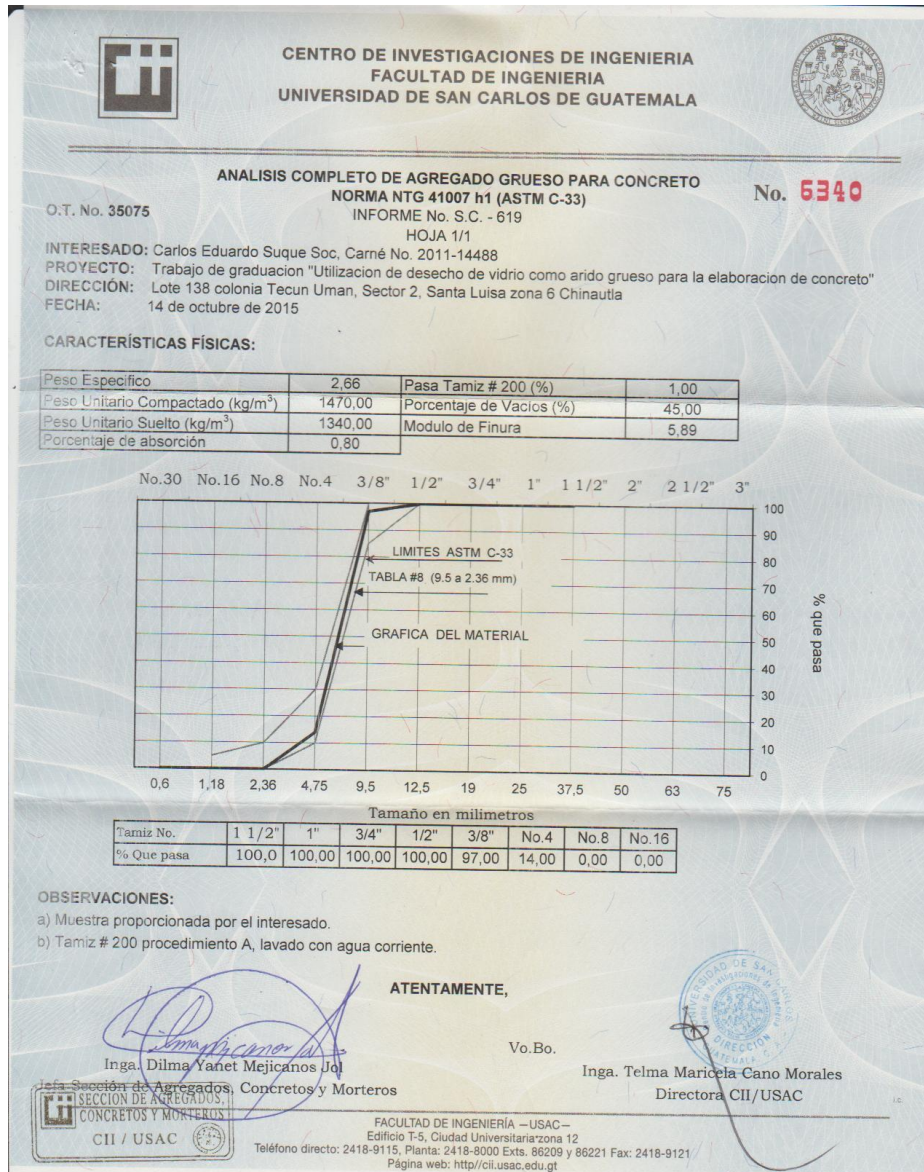 CENTRO DE INVESTIGACIONES DE INGENIERIA
FACULTAD DE INGENIERIA
UNIVERSIDAD DE SAN CARLOS DE GUATEMALA
ANALISIS COMPLETO DE AGREGADO GRUESO PARA CONCRETO
NORMA NTG 41007 h1 (ASTM C-33)
No. 6340
O.T. No. 35075
INFORME No. S.C. - 619
HOJA 1/1
INTERESADO: Carlos Eduardo Suque Soc, Carné No. 2011-14488
PROYECTO: Trabajo de graduacion "Utilizacion de desecho de vidrio como arido grueso para la elaboracion de concreto"
DIRECCIÓN: Lote 138 colonia Tecun Uman, Sector 2, Santa Luisa zona 6 Chinautla
FECHA: 14 de octubre de 2015
CARACTERÍSTICAS FÍSICAS:
Peso Especifico 2,66 Pasa Tamiz # 200 (%) 1,00
Peso Unitario Compactado (kg/m³) 1470,00 Porcentaje de Vacíos (%) 45,00
Peso Unitario Suelto (kg/m³) 1340,00 Modulo de Finura 5,89
Porcentaje de absorción 0,80
No.30 No.16 No.8 No.4 3/8" 1/2" 3/4" 1" 1 1/2" 2" 2 1/2" 3"
100
90
80
70
60
50
40
30
20
10
0
% que pasa
LIMITES ASTM C-33
TABLA #8 (9.5 a 2.36 mm)
GRAFICA DEL MATERIAL
0,6 1,18 2,36 4,75 9,5 12,5 19 25 37,5 50 63 75
Tamaño en milimetros
Tamiz No. 1 1/2" 1" 3/4" 1/2" 3/8" No.4 No.8 No.16
% Que pasa 100,0 100,00 100,00 100,00 97,00 14,00 0,00 0,00
OBSERVACIONES:
a) Muestra proporcionada por el interesado.
b) Tamiz # 200 procedimiento A, lavado con agua corriente.
ATENTAMENTE,
Vo.Bo.
Inga. Dilma Yanet Mejicanos Jol
Jefa Sección de Agregados, Concretos y Morteros
Inga. Telma Maricela Cano Morales
Directora CII/USAC
SECCIÓN DE AGREGADOS,
CONCRETOS Y MORTEROS
CII / USAC
DIRECCION
FACULTAD DE INGENIERÍA —USAC—
Edificio T-5, Ciudad Universitaria zona 12
Teléfono directo: 2418-9115, Planta: 2418-8000 Exts. 86209 y 86221 Fax: 2418-9121
Página web: http//cii.usac.edu.gt